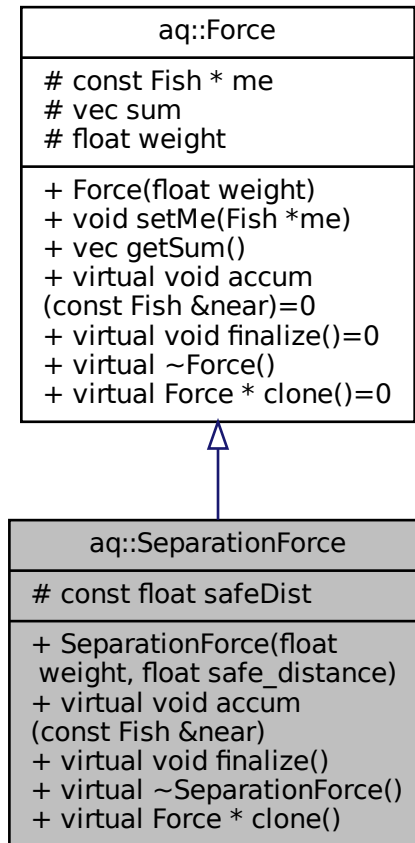 aq::Force
# const Fish * me
# vec sum
# float weight
+ Force(float weight)
+ void setMe(Fish *me)
+ vec getSum()
+ virtual void accum
(const Fish &near)=0
+ virtual void finalize()=0
+ virtual ~Force()
+ virtual Force * clone()=0
aq::SeparationForce
# const float safeDist
+ SeparationForce(float
weight, float safe_distance)
+ virtual void accum
(const Fish &near)
+ virtual void finalize()
+ virtual ~SeparationForce()
+ virtual Force * clone()